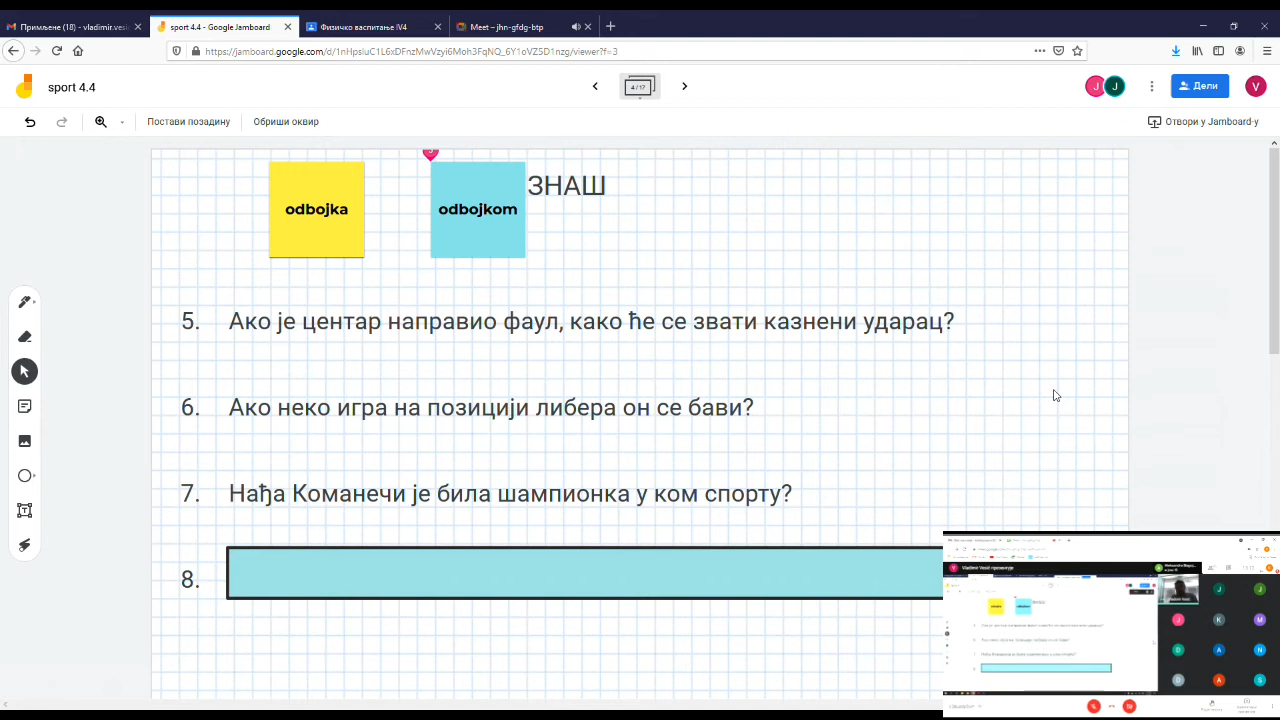 Примљене (18) - vladimir.vesi
sport 4.4 - Google Jamboard
Физичко васпитање IV4
Meet – jhn-gfdg-btp
https://jamboard.google.com/d/1nHpsluC1L6xDFnzMwVzyi6Moh3FqNQ_6Y1oVZ5D1nzg/viewer?f=3
sport 4.4
4 / 17
J J
Дели
V
Постави позадину
Обриши оквир
Отвори у Jamboard-у
odbojka
odbojkom
ЗНАШ
5. Ако је центар направио фаул, како ће се звати казнени ударац?
6. Ако неко игра на позицији либера он се бави?
7. Нађа Команечи је била шампионка у ком спорту?
8.